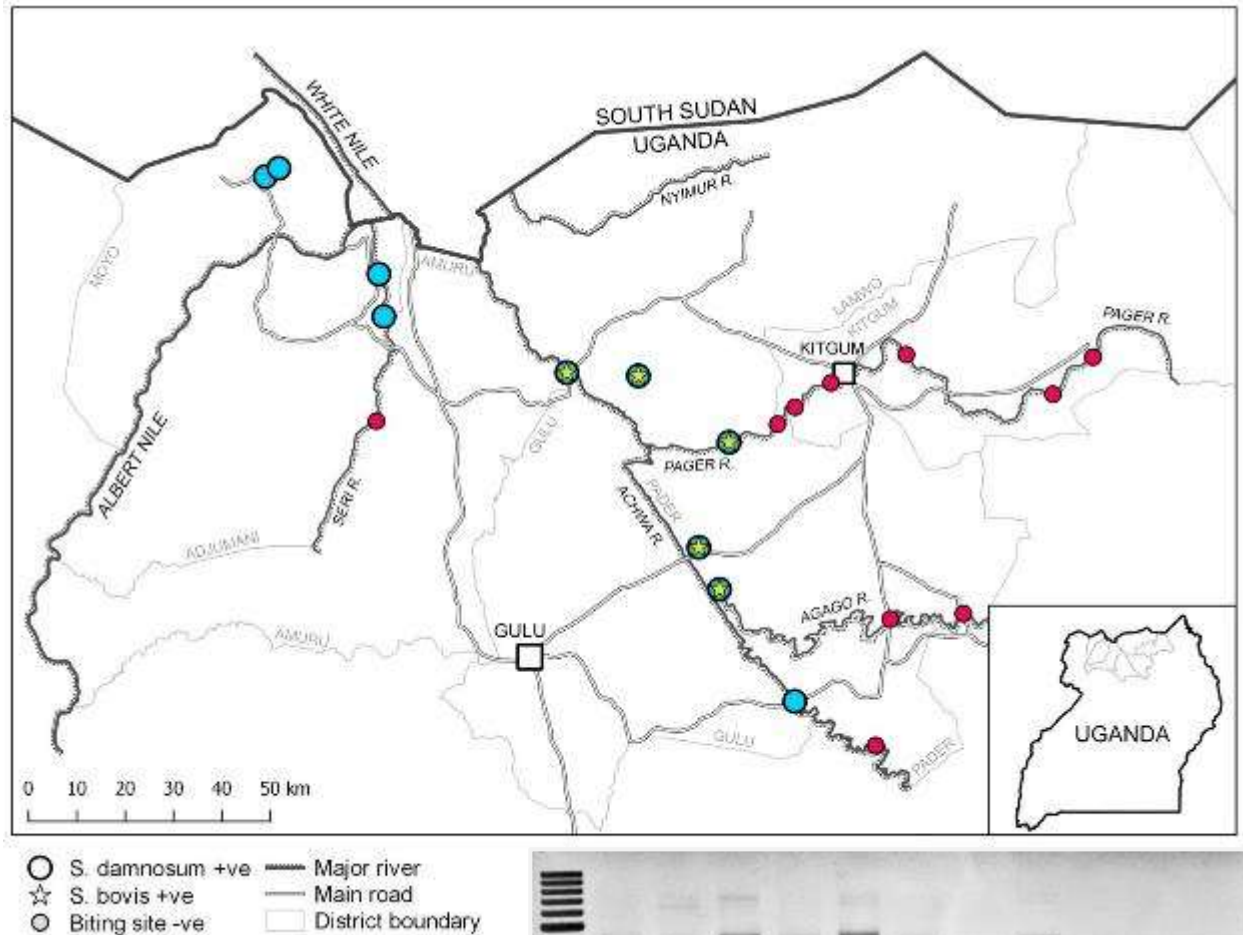 WHITE NILE
SOUTH SUDAN
UGANDA
NYIMUR R.
MOYO
AMURU
LAMWO
KITGUM
PAGER R.
KITGUM
ALBERT NILE
GULU
SERI R.
PAGER R.
PADER
ACHWA R.
ADJUMANI
AGAGO R.
AMURU
GULU
GULU
PADER
UGANDA
0 10 20 30 40 50 km
S. damnosum +ve
Major river
S. bovis +ve
Main road
Biting site -ve
District boundary